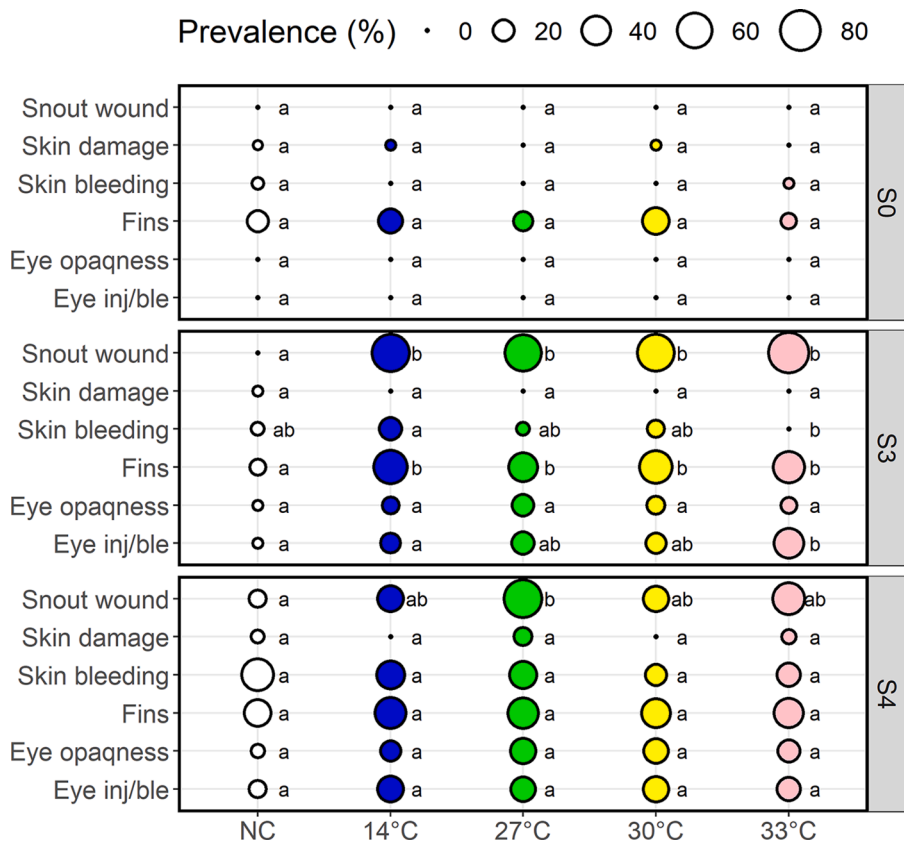 Prevalence (%) 0 20 40 60 80
Snout wound a a a a a
Skin damage a a a a a
Skin bleeding a a a a a
Fins a a a a a
Eye opaqness a a a a a
Eye inj/ble a a a a a
S0
Snout wound a b b b b
Skin damage a a a a a
Skin bleeding ab a ab ab b
Fins a b b b b
Eye opaqness a a a a a
Eye inj/ble a a ab ab b
S3
Snout wound a ab b ab ab
Skin damage a a a a a
Skin bleeding a a a a a
Fins a a a a a
Eye opaqness a a a a a
Eye inj/ble a a a a a
S4
NC 14°C 27°C 30°C 33°C